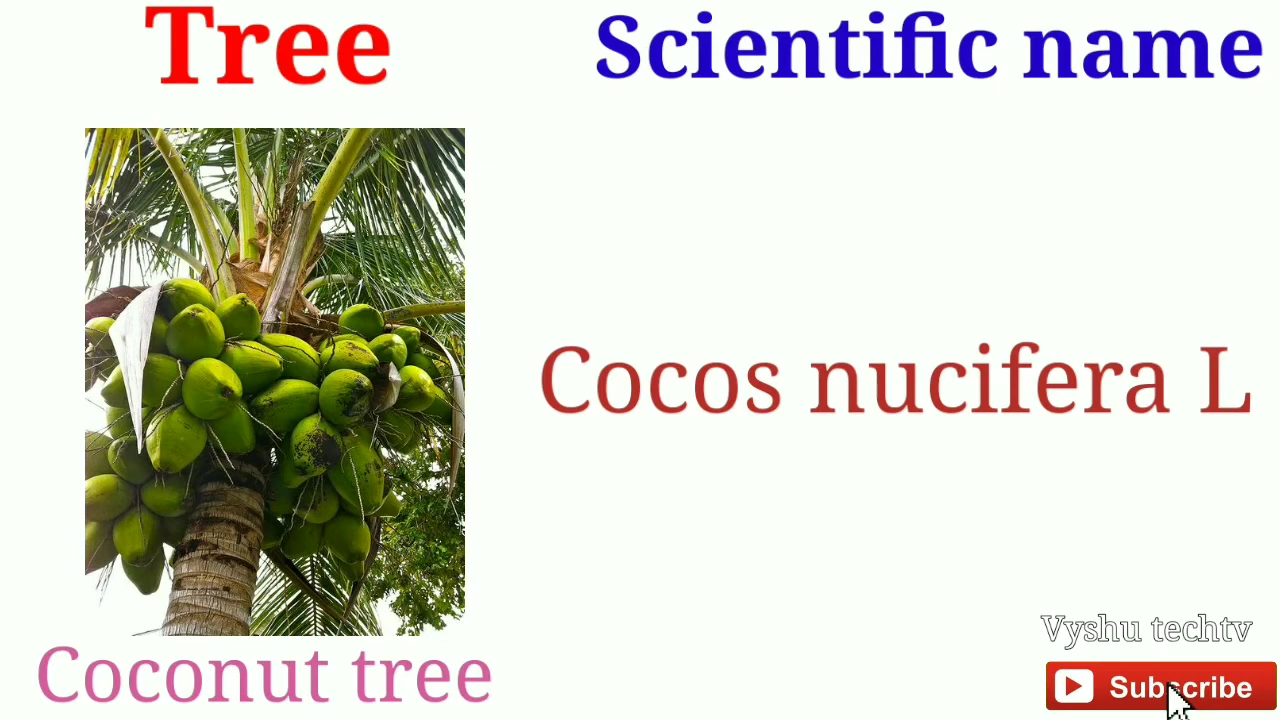 Tree
Scientific name
Cocos nucifera L
Coconut tree
Vyshu techtv
Subscribe